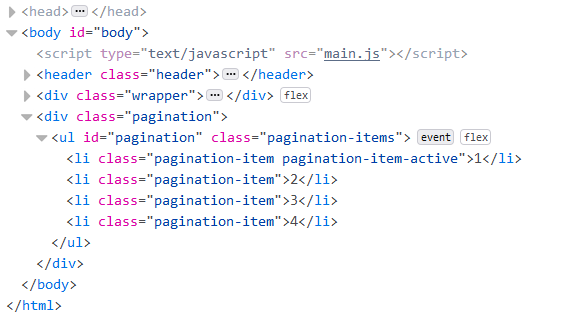 <head>···</head>
<body id="body">
<script type="text/javascript" src="main.js"></script>
<header class="header">···</header>
<div class="wrapper">···</div> flex
<div class="pagination">
<ul id="pagination" class="pagination-items"> event flex
<li class="pagination-item pagination-item-active">1</li>
<li class="pagination-item">2</li>
<li class="pagination-item">3</li>
<li class="pagination-item">4</li>
</ul>
</div>
</body>
</html>